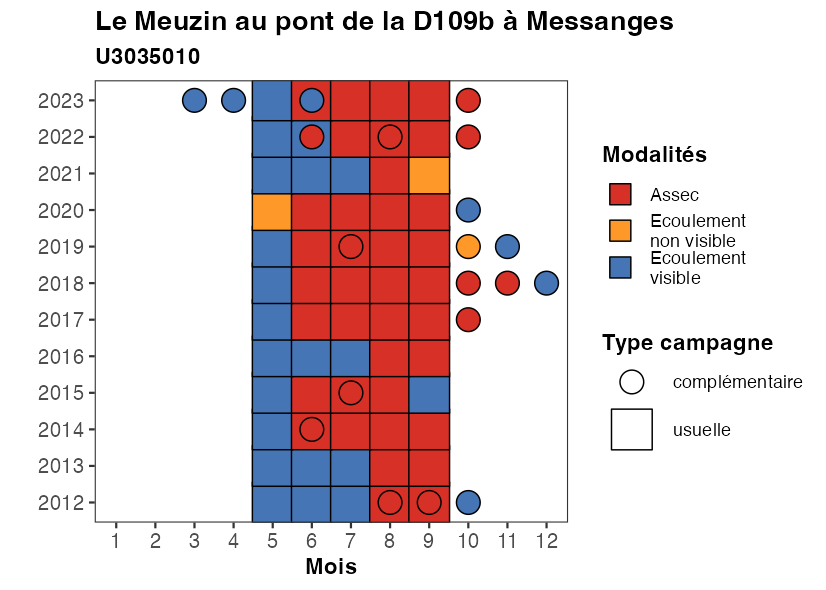 Le Meuzin au pont de la D109b à Messanges
U3035010
2023
2022
2021
2020
2019
2018
2017
2016
2015
2014
2013
2012
1 2 3 4 5 6 7 8 9 10 11 12
Mois
Modalités
Assec
Ecoulement
non visible
Ecoulement
visible
Type campagne
complémentaire
usuelle